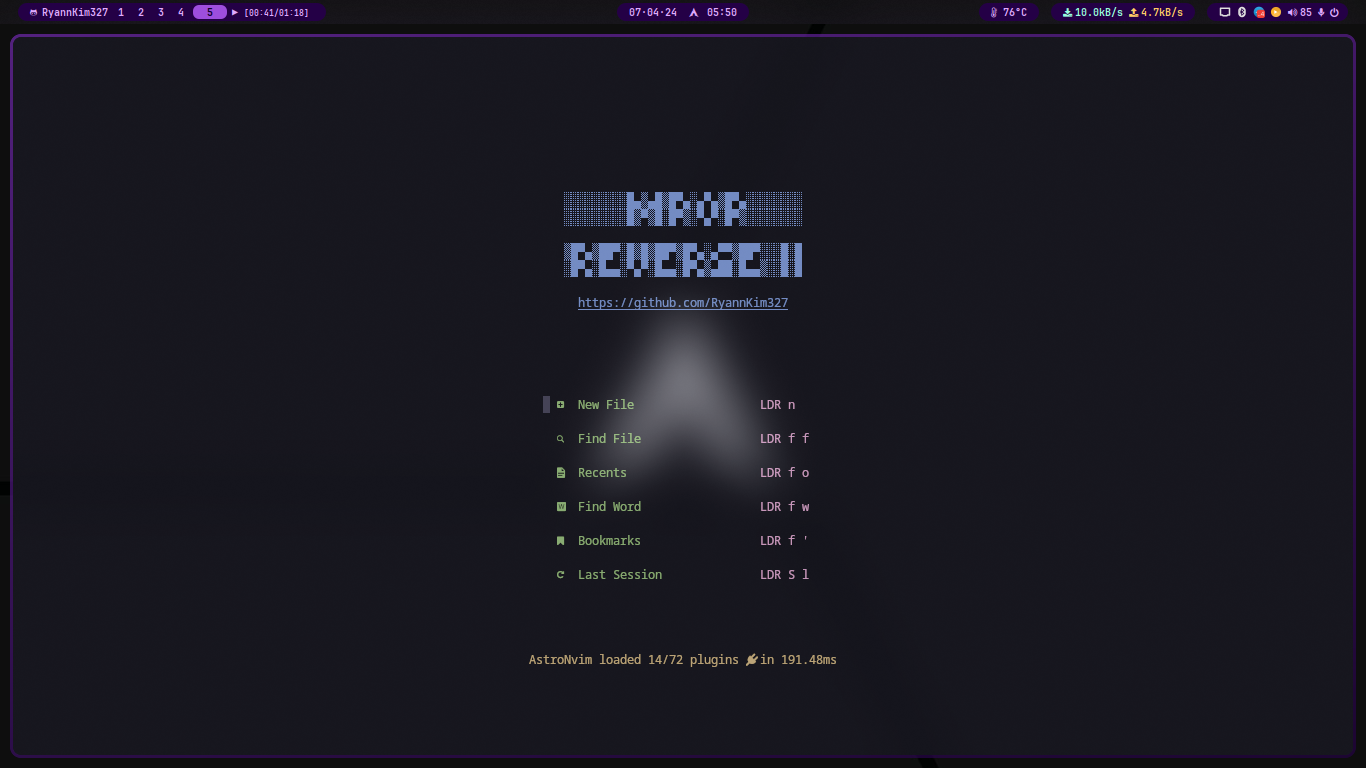 RyannKim327 1 2 3 4 5 [00:41/01:18] 07·04·24 05:50 76°C 10.0kB/s 4.7kB/s 85
https://github.com/RyannKim327
New File LDR n
Find File LDR f f
Recents LDR f o
Find Word LDR f w
Bookmarks LDR f '
Last Session LDR S l
AstroNvim loaded 14/72 plugins in 191.48ms